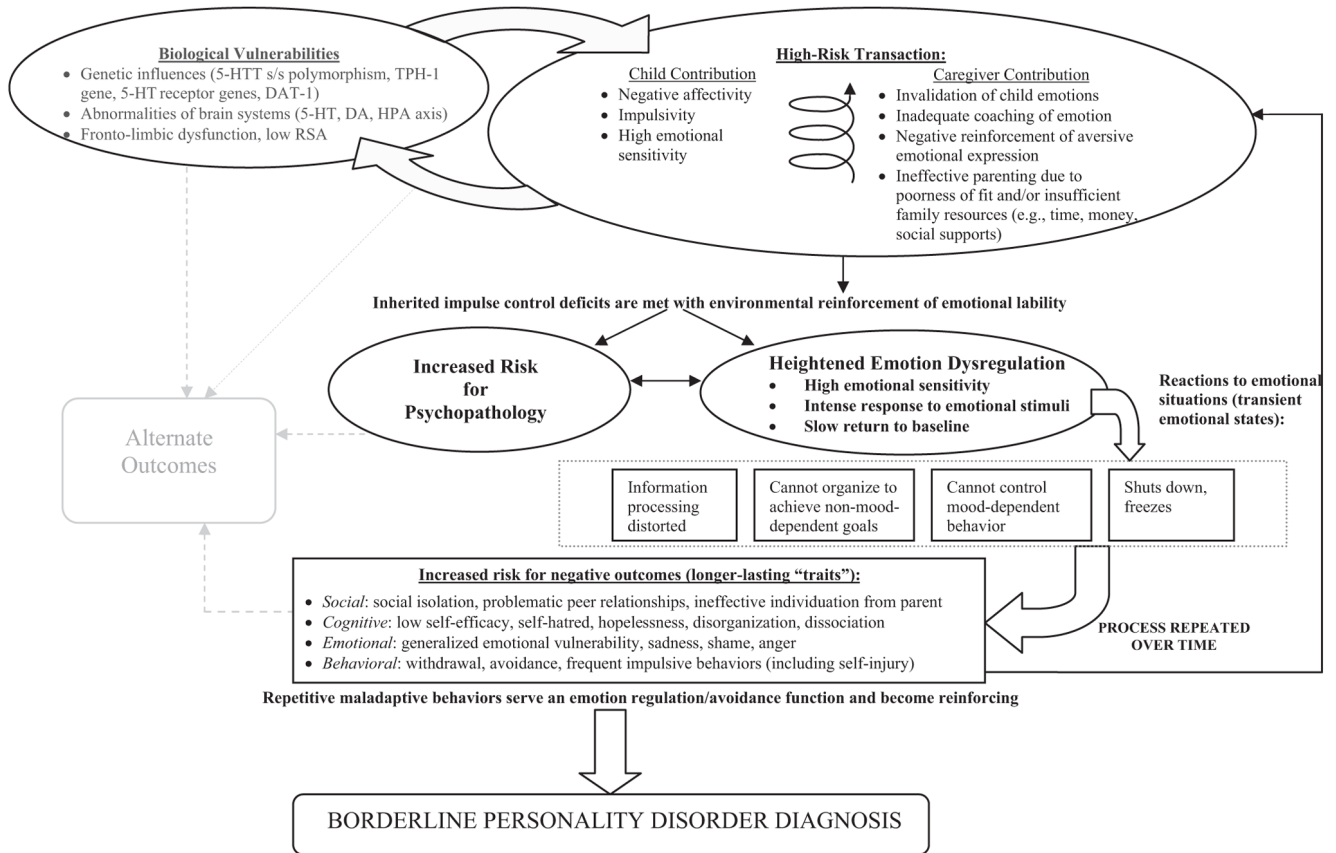 Biological Vulnerabilities
• Genetic influences (5-HTT s/s polymorphism, TPH-1
gene, 5-HT receptor genes, DAT-1)
• Abnormalities of brain systems (5-HT, DA, HPA axis)
• Fronto-limbic dysfunction, low RSA
High-Risk Transaction:
Child Contribution
• Negative affectivity
• Impulsivity
• High emotional
sensitivity
Caregiver Contribution
• Invalidation of child emotions
• Inadequate coaching of emotion
• Negative reinforcement of aversive
emotional expression
• Ineffective parenting due to
poorness of fit and/or insufficient
family resources (e.g., time, money,
social supports)
Inherited impulse control deficits are met with environmental reinforcement of emotional lability
Increased Risk
for
Psychopathology
Heightened Emotion Dysregulation
• High emotional sensitivity
• Intense response to emotional stimuli
• Slow return to baseline
Reactions to emotional
situations (transient
emotional states):
Alternate
Outcomes
Information
processing
distorted
Cannot organize to
achieve non-mood-
dependent goals
Cannot control
mood-dependent
behavior
Shuts down,
freezes
Increased risk for negative outcomes (longer-lasting “traits”):
• Social: social isolation, problematic peer relationships, ineffective individuation from parent
• Cognitive: low self-efficacy, self-hatred, hopelessness, disorganization, dissociation
• Emotional: generalized emotional vulnerability, sadness, shame, anger
• Behavioral: withdrawal, avoidance, frequent impulsive behaviors (including self-injury)
PROCESS REPEATED
OVER TIME
Repetitive maladaptive behaviors serve an emotion regulation/avoidance function and become reinforcing
BORDERLINE PERSONALITY DISORDER DIAGNOSIS